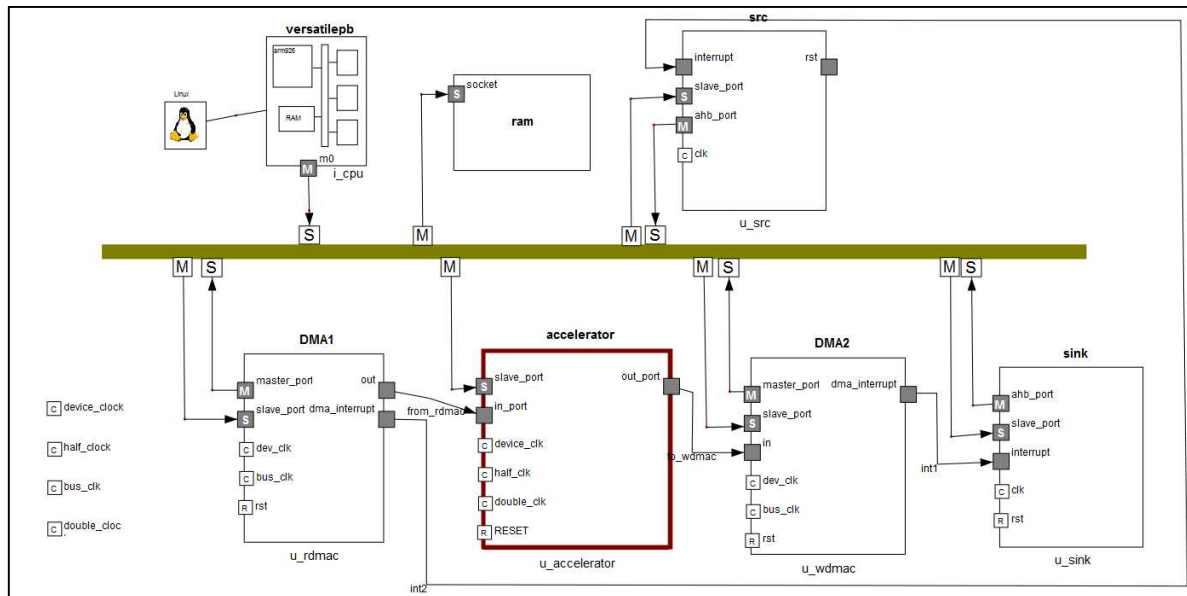 versatilepb
arm926
RAM
Linux
m0
M
i_cpu
S
socket
S
ram
M
src
interrupt
rst
slave_port
S
ahb_port
M
C
clk
u_src
M
S
M
S
M
M
S
M
S
DMA1
master_port
M
out
slave_port
S
dma_interrupt
from_rdmac
C
dev_clk
C
bus_clk
R
rst
u_rdmac
int2
C
device_clock
C
half_clock
C
bus_clk
C
double_cloc
accelerator
slave_port
S
out_port
in_port
C
device_clk
C
half_clk
C
double_clk
R
RESET
u_accelerator
to_wdmac
DMA2
master_port
M
dma_interrupt
slave_port
S
in
C
dev_clk
C
bus_clk
R
rst
u_wdmac
int1
sink
ahb_port
M
slave_port
S
interrupt
C
clk
R
rst
u_sink